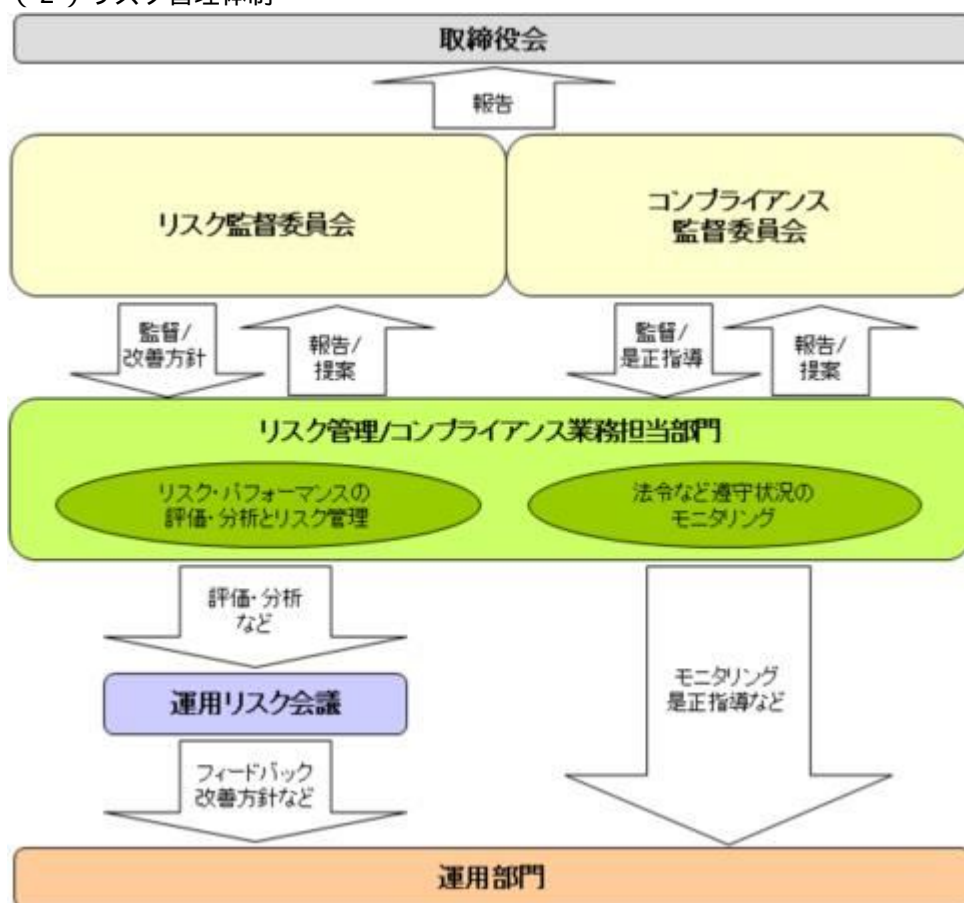 (2)リスク管理体制
取締役会
報告
リスク監督委員会
コンプライアンス
監督委員会
監督/
改善方針
報告/
提案
監督/
是正指導
報告/
提案
リスク管理/コンプライアンス業務担当部門
リスク・パフォーマンスの
評価・分析とリスク管理
法令など遵守状況の
モニタリング
評価・分析
など
運用リスク会議
モニタリング
是正指導など
フィードバック
改善方針など
運用部門